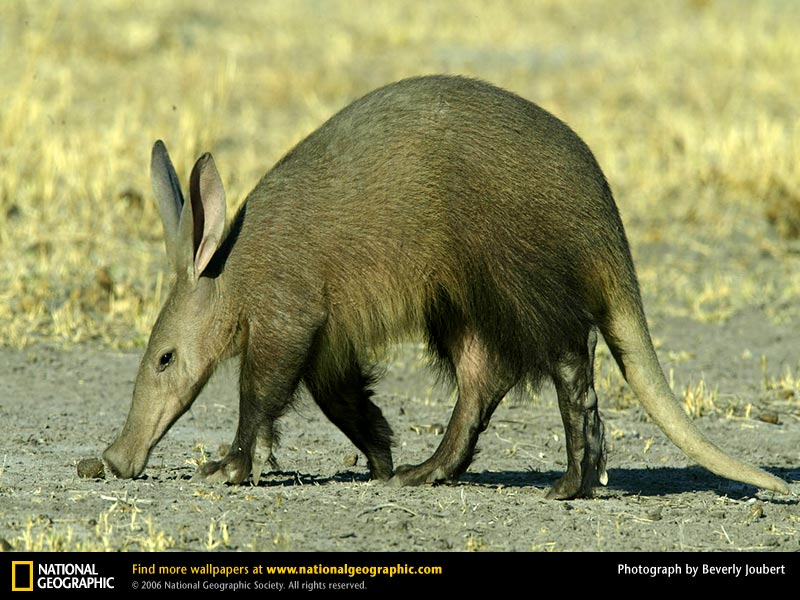 NATIONAL
GEOGRAPHIC
Find more wallpapers at www.nationalgeographic.com
© 2006 National Geographic Society. All rights reserved.
Photograph by Beverly Joubert